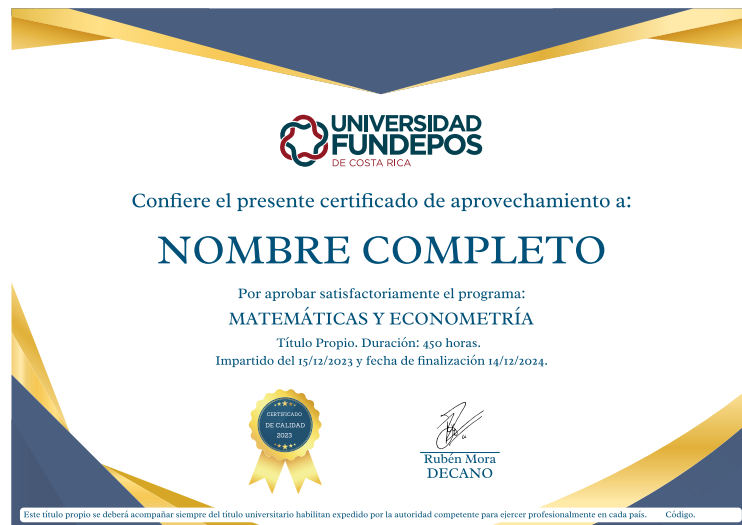 UNIVERSIDAD
FUNDEPOS
DE COSTA RICA
Confiere el presente certificado de aprovechamiento a:
NOMBRE COMPLETO
Por aprobar satisfactoriamente el programa:
MATEMÁTICAS Y ECONOMETRÍA
Título Propio. Duración: 450 horas.
Impartido del 15/12/2023 y fecha de finalización 14/12/2024.
CERTIFICADO
DE CALIDAD
2023
Rubén Mora
DECANO
Este título propio se deberá acompañar siempre del título universitario habilitan expedido por la autoridad competente para ejercer profesionalmente en cada país. Código.